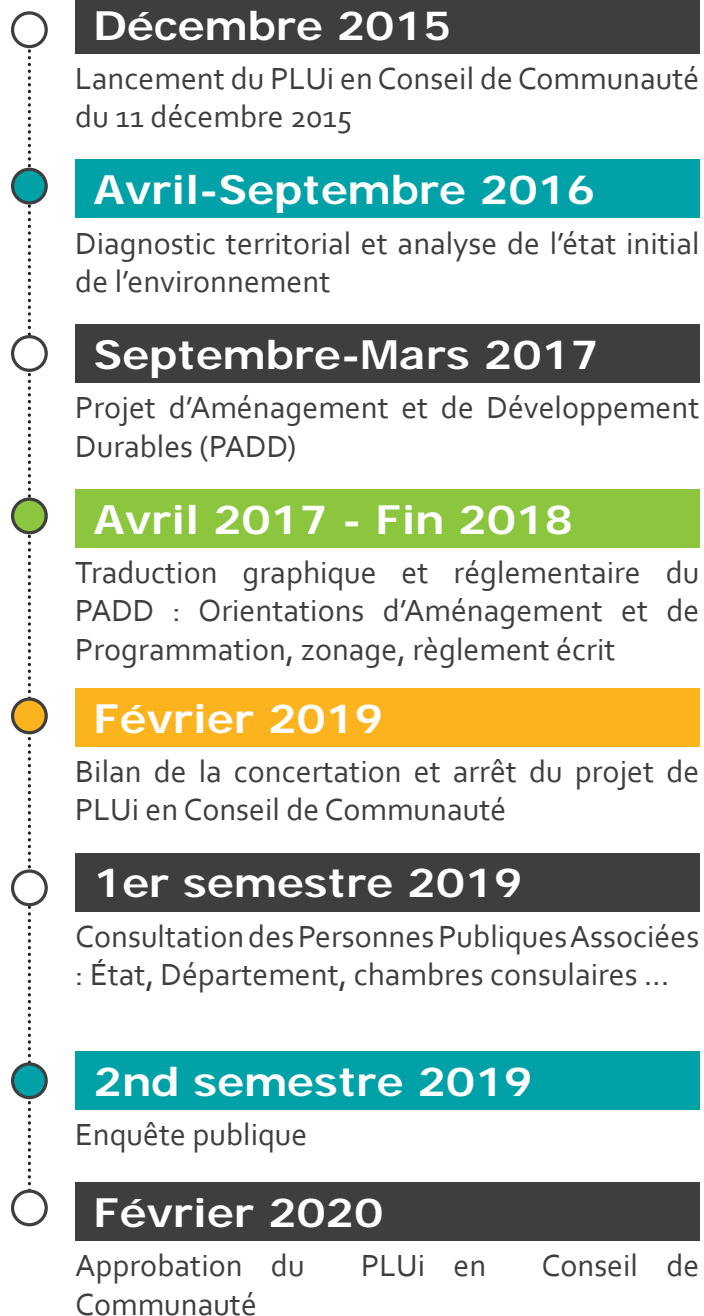 Décembre 2015
Lancement du PLUi en Conseil de Communauté
du 11 décembre 2015
Avril-Septembre 2016
Diagnostic territorial et analyse de l’état initial
de l’environnement
Septembre-Mars 2017
Projet d’Aménagement et de Développement
Durables (PADD)
Avril 2017 - Fin 2018
Traduction graphique et réglementaire du
PADD : Orientations d’Aménagement et de
Programmation, zonage, règlement écrit
Février 2019
Bilan de la concertation et arrêt du projet de
PLUi en Conseil de Communauté
1er semestre 2019
Consultation des Personnes Publiques Associées
: État, Département, chambres consulaires ...
2nd semestre 2019
Enquête publique
Février 2020
Approbation du PLUi en Conseil de
Communauté